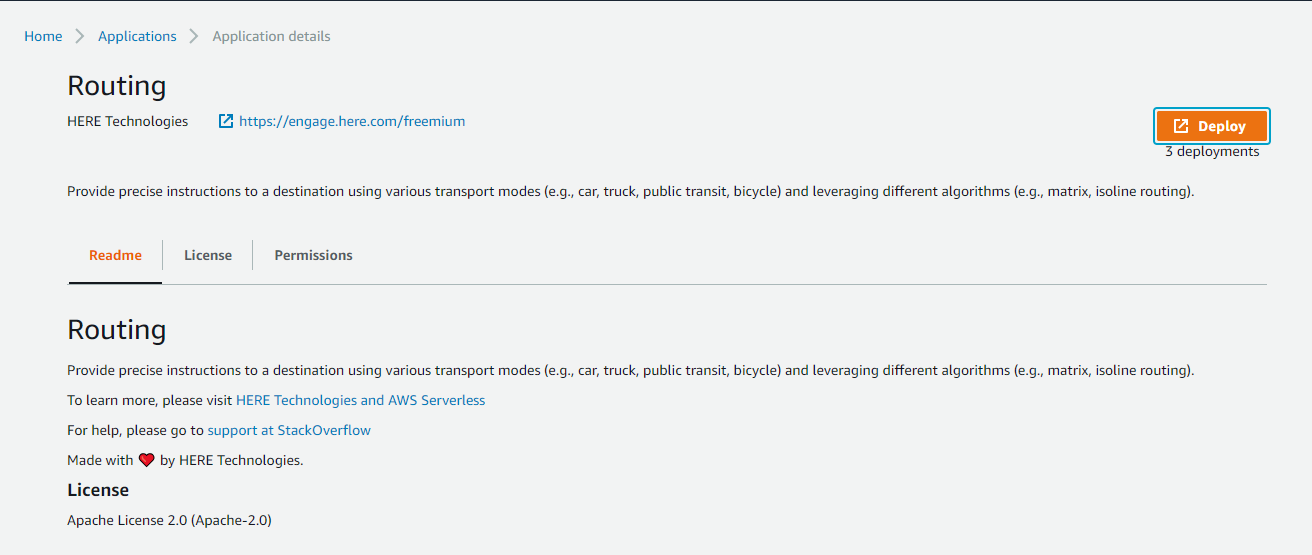 Home Applications Application details
Routing
HERE Technologies https://engage.here.com/freemium
Deploy
3 deployments
Provide precise instructions to a destination using various transport modes (e.g., car, truck, public transit, bicycle) and leveraging different algorithms (e.g., matrix, isoline routing).
Readme License Permissions
Routing
Provide precise instructions to a destination using various transport modes (e.g., car, truck, public transit, bicycle) and leveraging different algorithms (e.g., matrix, isoline routing).
To learn more, please visit HERE Technologies and AWS Serverless
For help, please go to support at StackOverflow
Made with ❤ by HERE Technologies.
License
Apache License 2.0 (Apache-2.0)